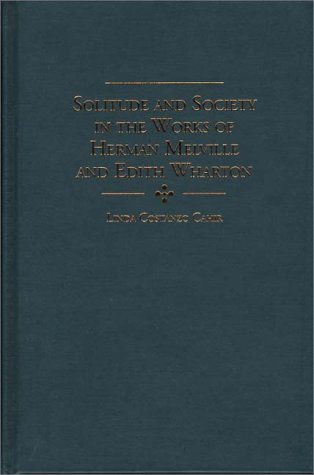 Solitude and Society
in the Works of
Herman Melville
and Edith Wharton
Linda Costanzo Cahir